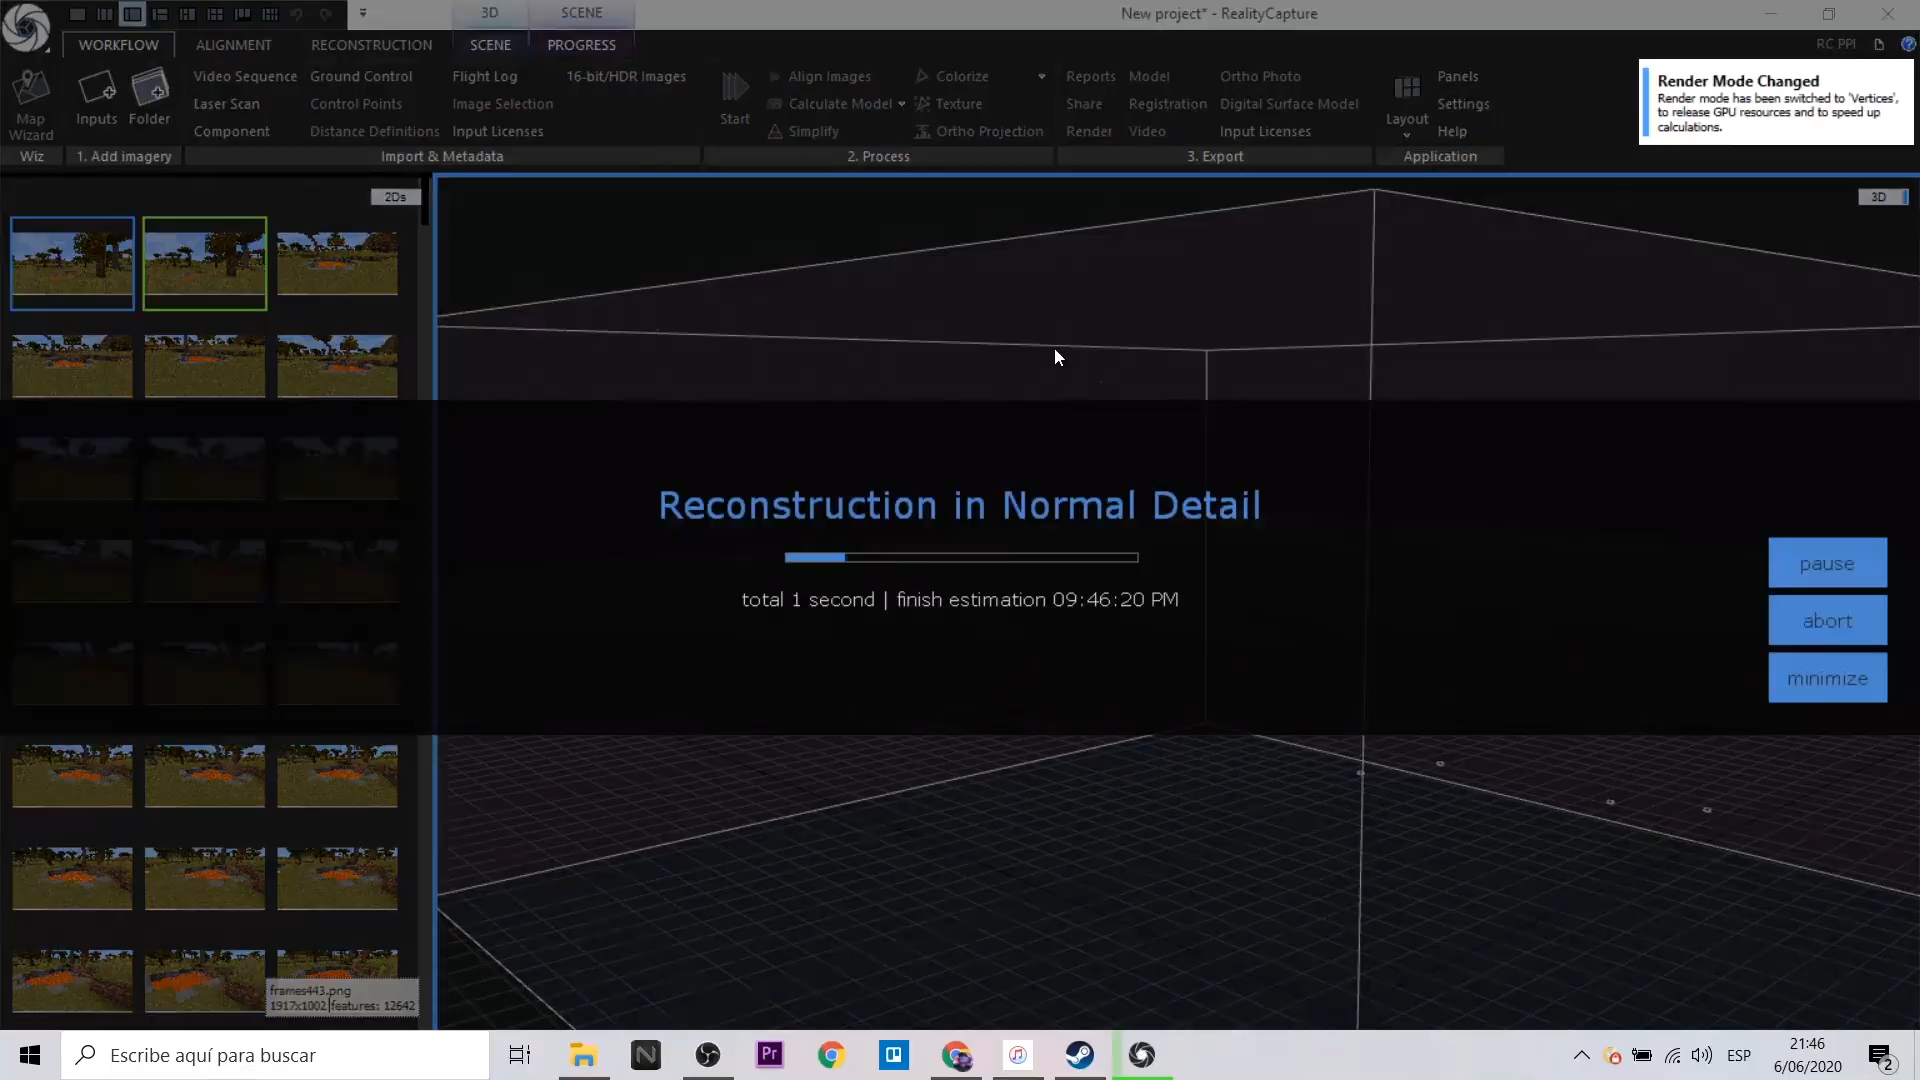 3D SCENE New project* - RealityCapture
WORKFLOW ALIGNMENT RECONSTRUCTION SCENE PROGRESS RC PPI
Video Sequence Ground Control Flight Log 16-bit/HDR Images Align Images Colorize Reports Model Ortho Photo Panels
Laser Scan Control Points Image Selection Calculate Model Texture Share Registration Digital Surface Model Settings
Map Wizard Inputs Folder Start Layout
Component Distance Definitions Input Licenses Simplify Ortho Projection Render Video Input Licenses Help
Wiz 1. Add imagery Import & Metadata 2. Process 3. Export Application
Render Mode Changed
Render mode has been switched to 'Vertices',
to release GPU resources and to speed up
calculations.
2Ds 3D
Reconstruction in Normal Detail
total 1 second | finish estimation 09:46:20 PM
pause
abort
minimize
frames443.png
1917x1002 features: 12642
Escribe aquí para buscar
N
Pr
ESP
21:46
6/06/2020
2